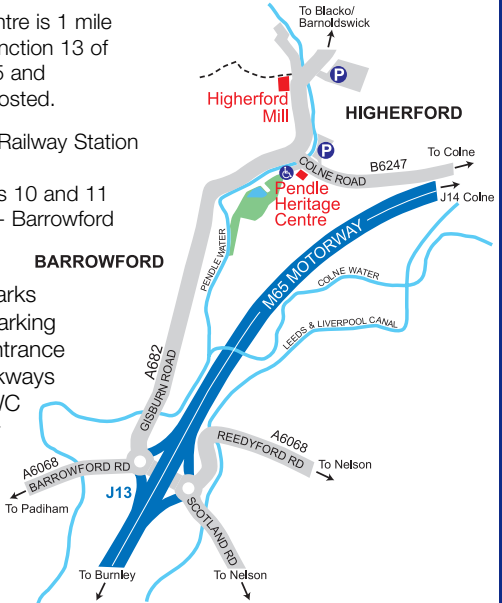 ntre is 1 mile
nction 13 of
5 and
osted.
Railway Station
s 10 and 11
- Barrowford
arks
arking
ntrance
kways
VC
To Blacko/
Barnoldswick
P
Higherford
Mill
HIGHERFORD
P
COLNE ROAD
B6247
To Colne
J14 Colne
Pendle
Heritage
Centre
BARROWFORD
PENDLE WATER
M65 MOTORWAY
COLNE WATER
LEEDS & LIVERPOOL CANAL
A682
GISBURN ROAD
A6068
BARROWFORD RD
To Padiham
J13
REEDYFORD RD
A6068
To Nelson
SCOTLAND RD
To Burnley
To Nelson